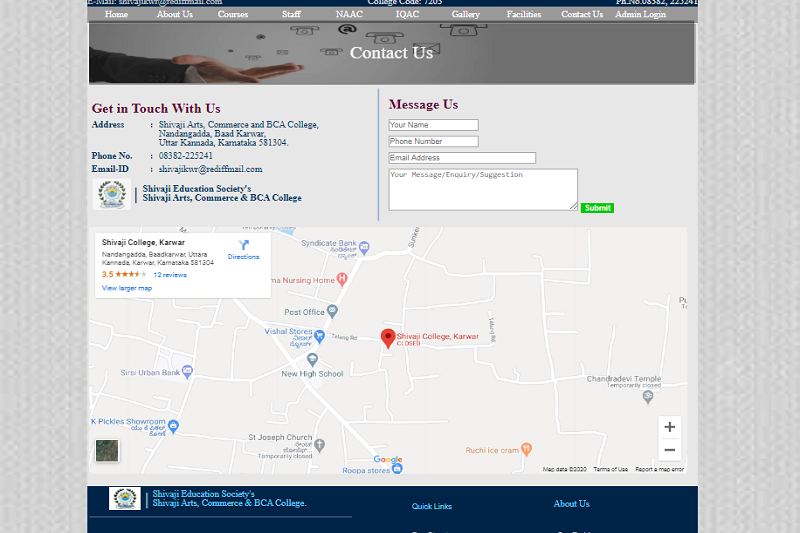 E-Mail: shivajikwr@rediffmail.com College Code: 7203 Ph.No.08382, 225241
Home About Us Courses Staff NAAC IQAC Gallery Facilities Contact Us Admin Login
Contact Us
Get in Touch With Us
Address : Shivaji Arts, Commerce and BCA College,
Nandangadda, Baad Karwar,
Uttar Kannada, Karnataka 581304.
Phone No. : 08382-225241
Email-ID : shivajikwr@rediffmail.com
Shivaji Education Society's
Shivaji Arts, Commerce & BCA College
Message Us
Your Name
Phone Number
Email Address
Your Message/Enquiry/Suggestion
Submit
Shivaji College, Karwar
Nandangadda, Baadkarwar, Uttara
Kannada, Karwar, Karnataka 581304
Directions
3.5 12 reviews
View larger map
Syndicate Bank
Sunker
ma Nursing Home
Post Office
Vishal Stores
Telang Rd
Shivaji College, Karwar
CLOSED
Telang Rd
New High School
Sirsi Urban Bank
Chandradevi Temple
Temporarily closed
K Pickles Showroom
St Joseph Church
Temporarily closed
Ruchi ice cram
Google
Roopa stores
Map data ©2020 Terms of Use Report a map error
Shivaji Education Society's
Shivaji Arts, Commerce & BCA College.
Quick Links
About Us